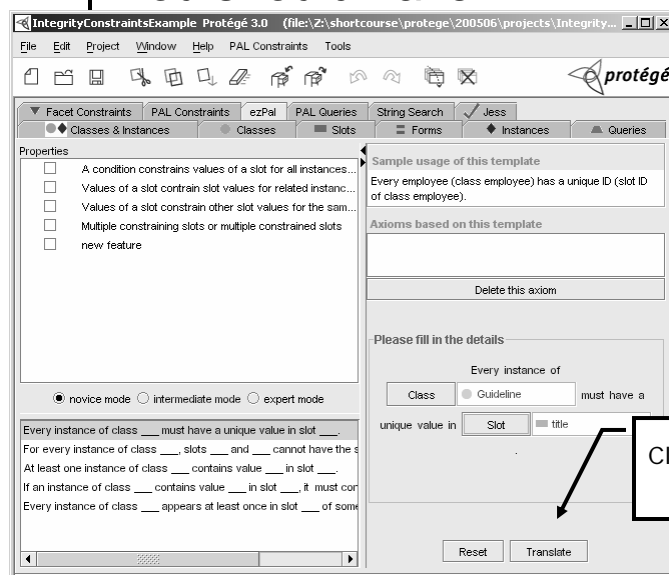 IntegrityConstraintsExample Protégé 3.0 (file:\Z:\shortcourse\protege\200506\projects\Integrity...
File Edit Project Window Help PAL Constraints Tools
protégé
Facet Constraints PAL Constraints ezPal PAL Queries String Search Jess
Classes & Instances Classes Slots Forms Instances Queries
Properties
A condition constrains values of a slot for all instances...
Values of a slot contrain slot values for related instanc...
Values of a slot constrain other slot values for the sam...
Multiple constraining slots or multiple constrained slots
new feature
novice mode intermediate mode expert mode
Every instance of class ___ must have a unique value in slot ___.
For every instance of class ___, slots ___ and ___ cannot have the s
At least one instance of class ___ contains value ___ in slot ___.
If an instance of class ___ contains value ___ in slot ___, it must con
Every instance of class ___ appears at least once in slot ___ of some
Sample usage of this template
Every employee (class employee) has a unique ID (slot ID
of class employee).
Axioms based on this template
Delete this axiom
Please fill in the details
Every instance of
Class Guideline must have a
unique value in Slot title
.
Reset Translate